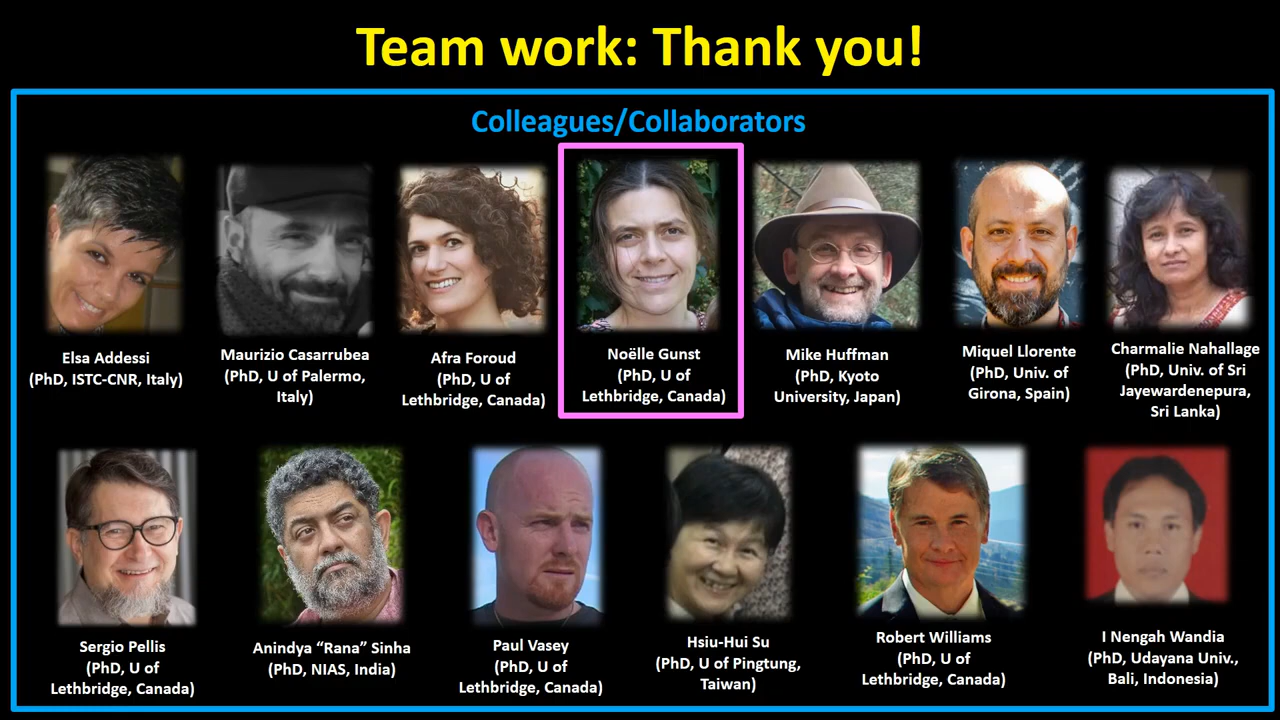 Team work: Thank you!
Colleagues/Collaborators
Elsa Addessi
(PhD, ISTC-CNR, Italy)
Maurizio Casarrubea
(PhD, U of Palermo,
Italy)
Afra Foroud
(PhD, U of
Lethbridge, Canada)
Noëlle Gunst
(PhD, U of
Lethbridge, Canada)
Mike Huffman
(PhD, Kyoto
University, Japan)
Miquel Llorente
(PhD, Univ. of
Girona, Spain)
Charmalie Nahallage
(PhD, Univ. of Sri
Jayewardenepura,
Sri Lanka)
Sergio Pellis
(PhD, U of
Lethbridge, Canada)
Anindya “Rana” Sinha
(PhD, NIAS, India)
Paul Vasey
(PhD, U of
Lethbridge, Canada)
Hsiu-Hui Su
(PhD, U of Pingtung,
Taiwan)
Robert Williams
(PhD, U of
Lethbridge, Canada)
I Nengah Wandia
(PhD, Udayana Univ.,
Bali, Indonesia)